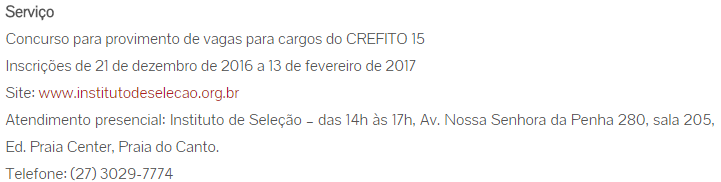 Serviço
Concurso para provimento de vagas para cargos do CREFITO 15
Inscrições de 21 de dezembro de 2016 a 13 de fevereiro de 2017
Site: www.institutodeselecao.org.br
Atendimento presencial: Instituto de Seleção – das 14h às 17h, Av. Nossa Senhora da Penha 280, sala 205,
Ed. Praia Center, Praia do Canto.
Telefone: (27) 3029-7774